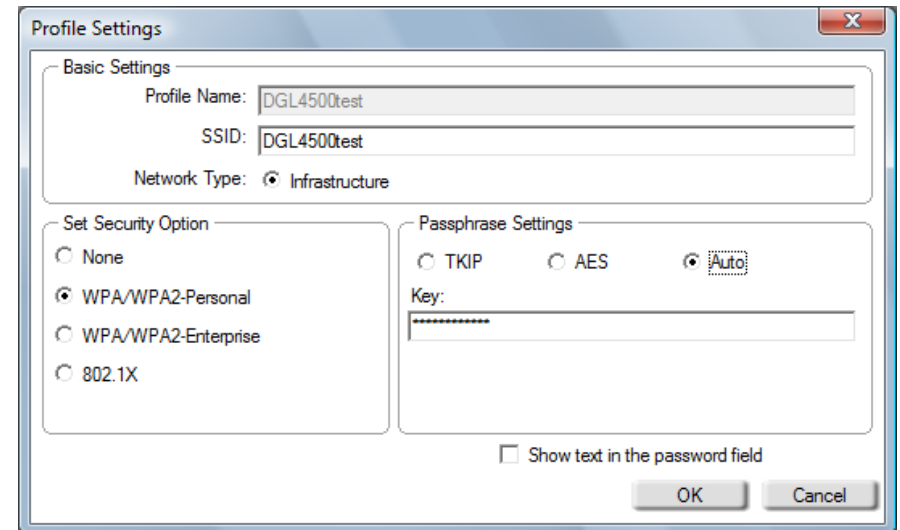 Profile Settings
Basic Settings
Profile Name: DGL4500test
SSID: DGL4500test
Network Type: Infrastructure
Set Security Option
None
WPA/WPA2-Personal
WPA/WPA2-Enterprise
802.1X
Passphrase Settings
TKIP AES Auto
Key:
************
Show text in the password field
OK Cancel